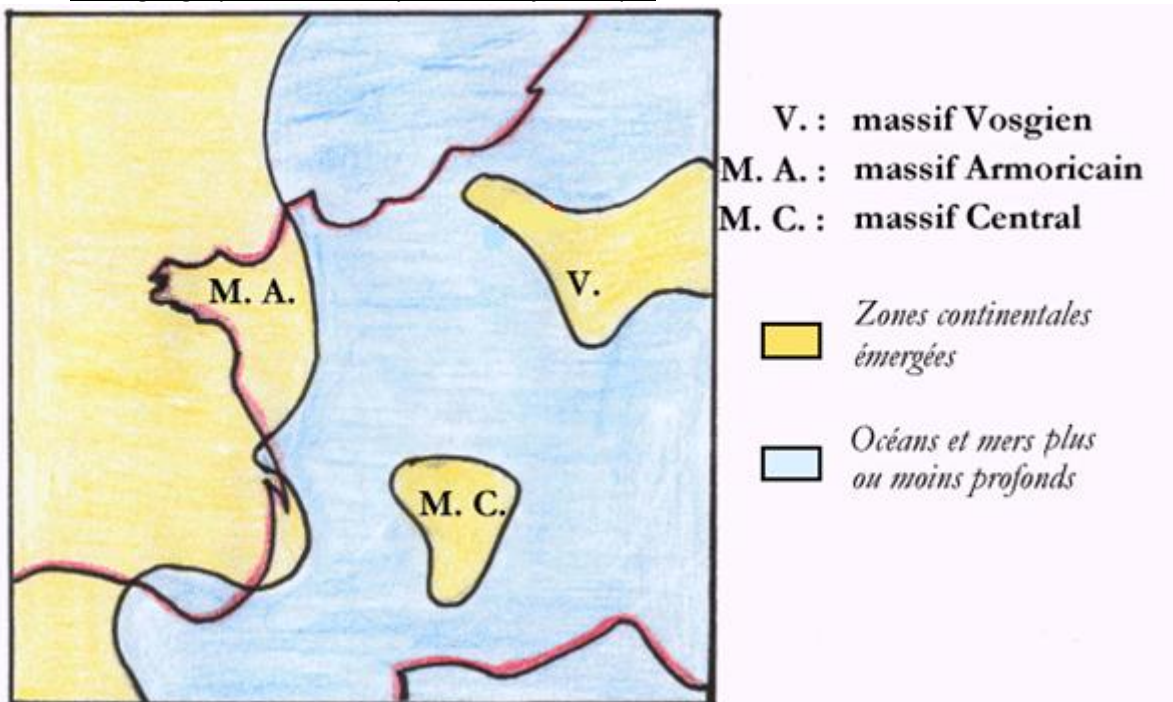 V. : massif Vosgien
M. A. : massif Armoricain
M. C. : massif Central
M. A.
V.
M. C.
Zones continentales
émergées
Océans et mers plus
ou moins profonds